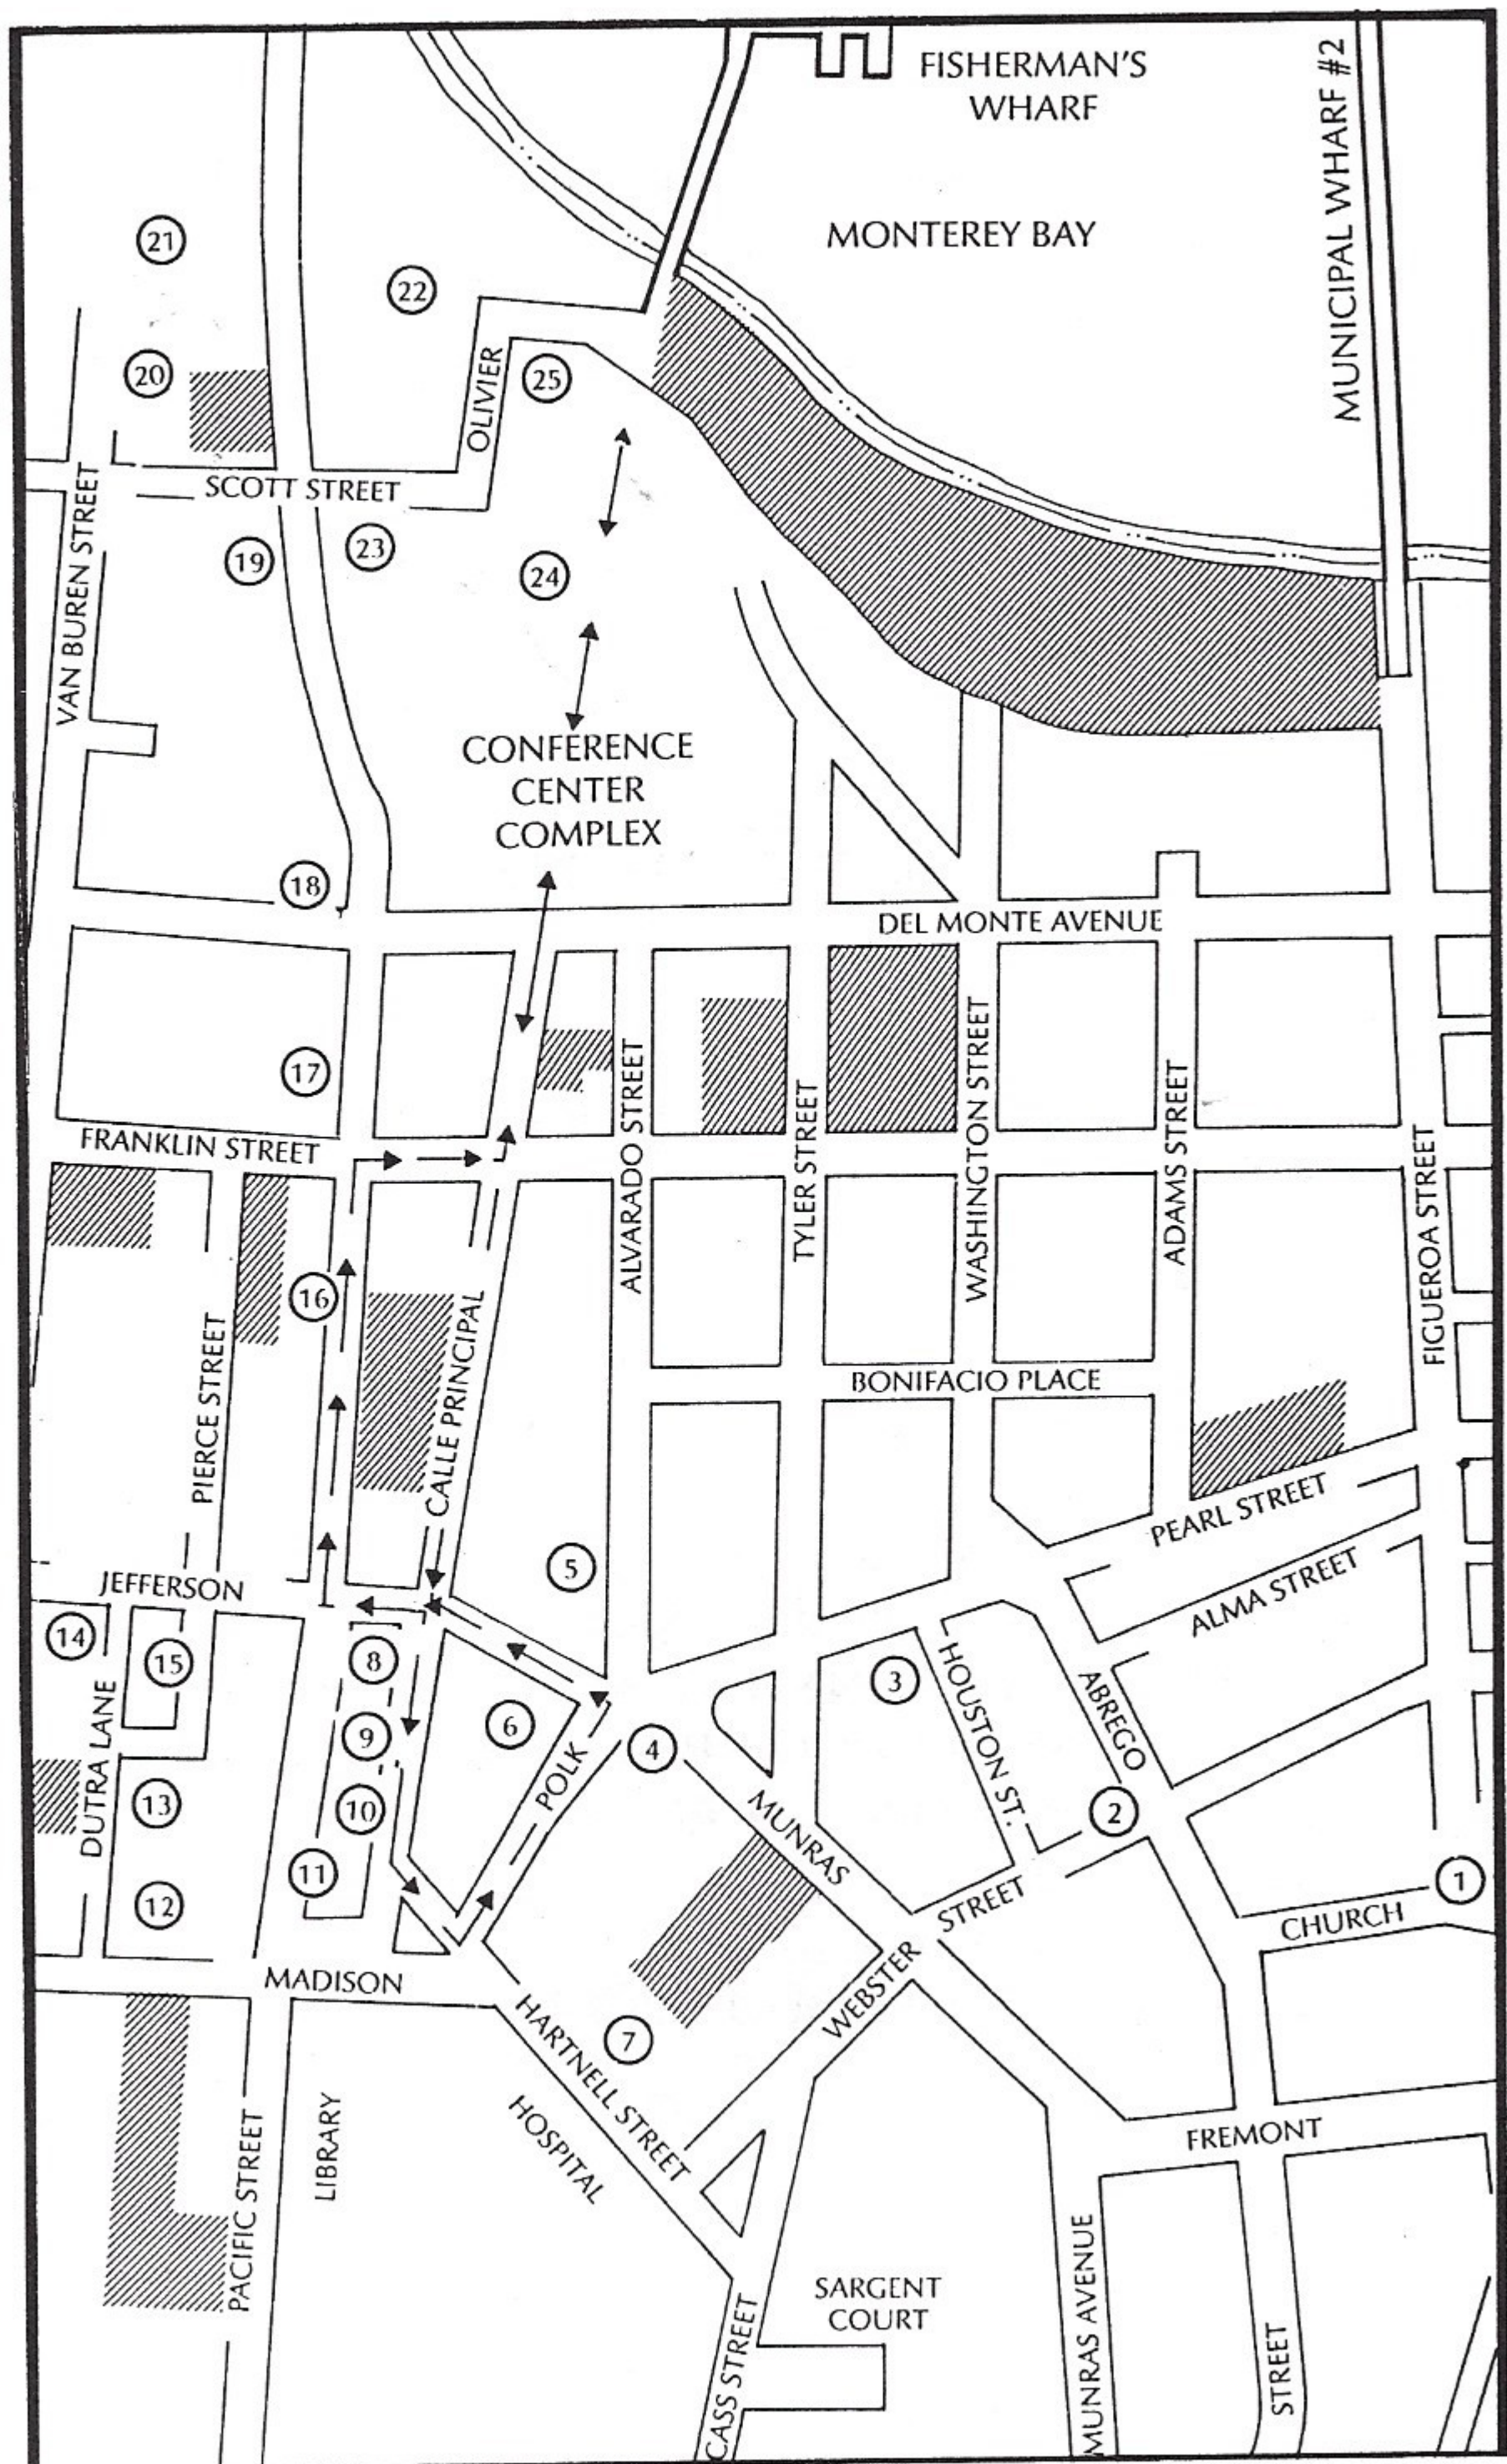 FISHERMAN'S
WHARF
MUNICIPAL WHARF #2
MONTEREY BAY
21
22
20
OLIVIER
25
SCOTT STREET
VAN BUREN STREET
19
23
24
CONFERENCE
CENTER
COMPLEX
18
DEL MONTE AVENUE
17
ALVARADO STREET
TYLER STREET
WASHINGTON STREET
ADAMS STREET
FIGUEROA STREET
FRANKLIN STREET
16
PIERCE STREET
CALLE PRINCIPAL
BONIFACIO PLACE
PEARL STREET
ALMA STREET
5
JEFFERSON
14
15
8
3
HOUSTON ST.
ABREGO
DUTRA LANE
9
6
POLK
4
MUNRAS
2
13
10
11
12
1
CHURCH
STREET
WEBSTER
MADISON
HARTNELL STREET
7
HOSPITAL
LIBRARY
PACIFIC STREET
FREMONT
SARGENT
COURT
CASS STREET
MUNRAS AVENUE
STREET